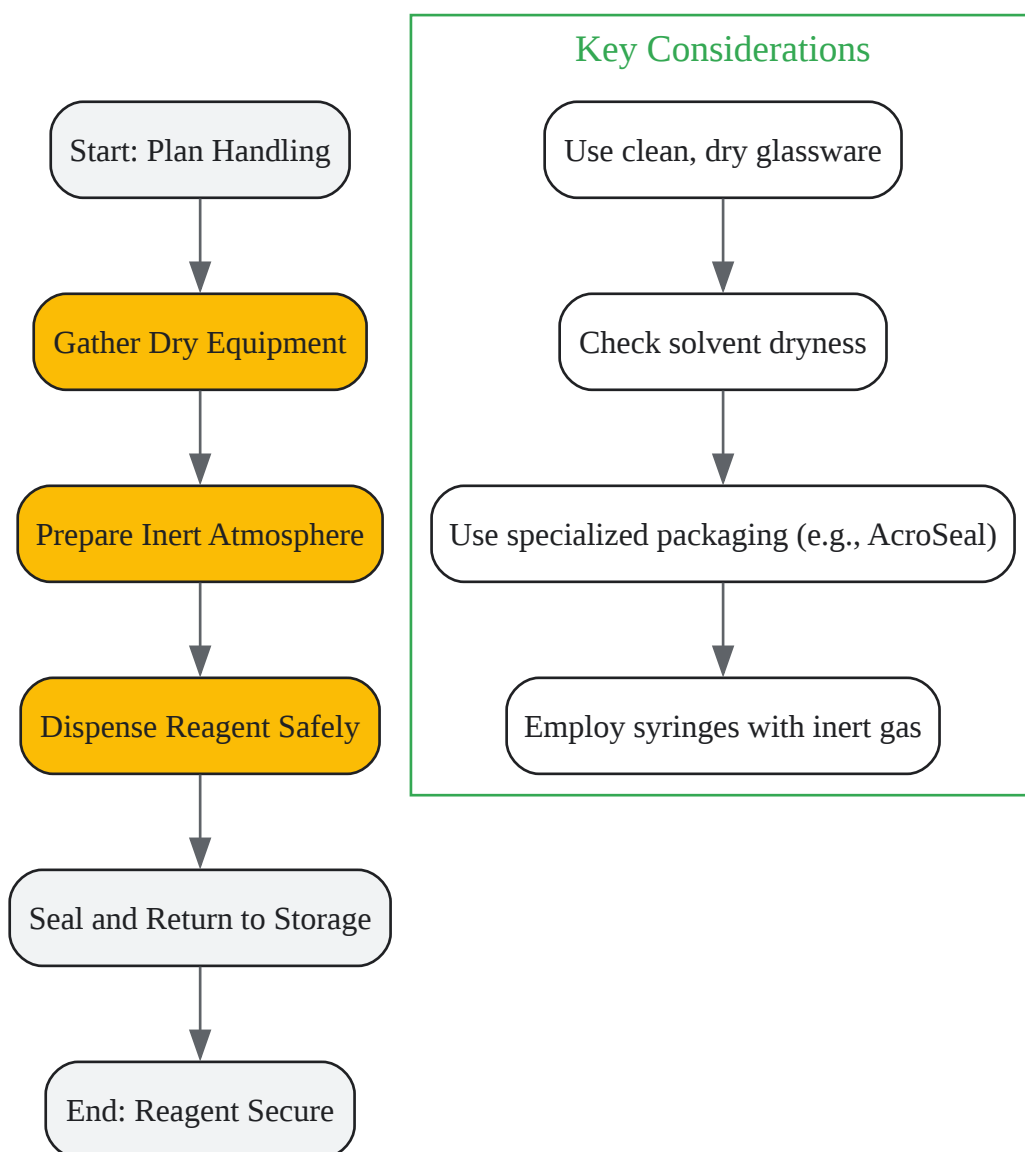 Start: Plan Handling
Gather Dry Equipment
Prepare Inert Atmosphere
Dispense Reagent Safely
Seal and Return to Storage
End: Reagent Secure
Key Considerations
Use clean, dry glassware
Check solvent dryness
Use specialized packaging (e.g., AcroSeal)
Employ syringes with inert gas